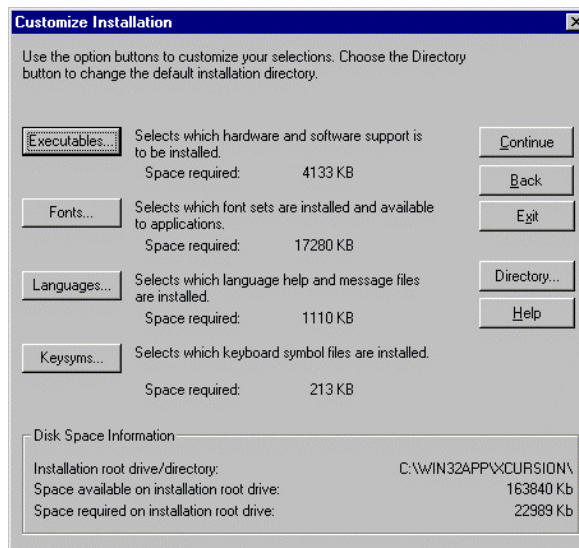 Customize Installation
Use the option buttons to customize your selections. Choose the Directory
button to change the default installation directory.
Executables...
Selects which hardware and software support is
to be installed.
Space required: 4133 KB
Continue
Back
Fonts...
Selects which font sets are installed and available
to applications.
Space required: 17280 KB
Exit
Languages...
Selects which language help and message files
are installed.
Space required: 1110 KB
Directory...
Help
Keysyms...
Selects which keyboard symbol files are installed.
Space required: 213 KB
Disk Space Information
Installation root drive/directory: C:\WIN32APP\XCURSION\
Space available on installation root drive: 163840 Kb
Space required on installation root drive: 22989 Kb